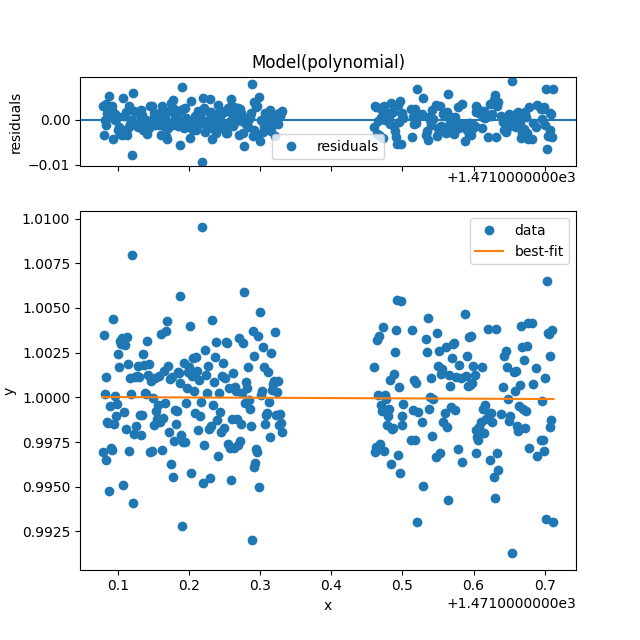 Model(polynomial)
residuals
0.00
−0.01
residuals
+1.4710000000e3
y
1.0100
1.0075
1.0050
1.0025
1.0000
0.9975
0.9950
0.9925
data
best-fit
0.1 0.2 0.3 0.4 0.5 0.6 0.7
x
+1.4710000000e3